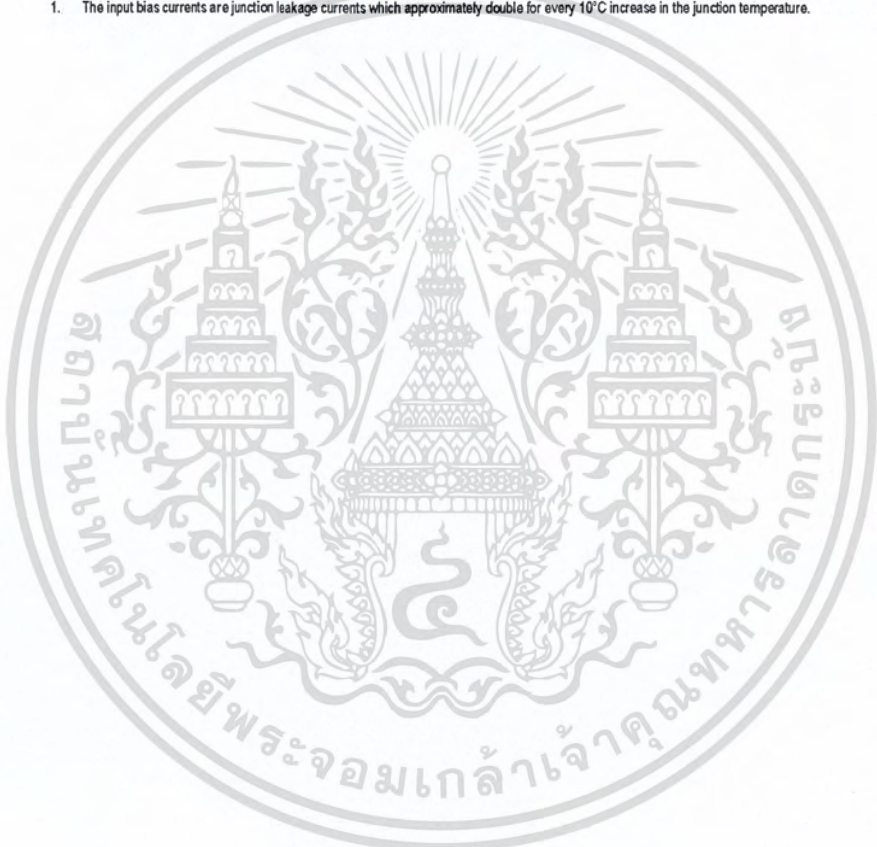 1. The input bias currents are junction leakage currents which approximately double for every 10°C increase in the junction temperature.
๔
สถาบันเทคโนโลยีพระจอมเกล้าเจ้าคุณทหารลาดกระบัง